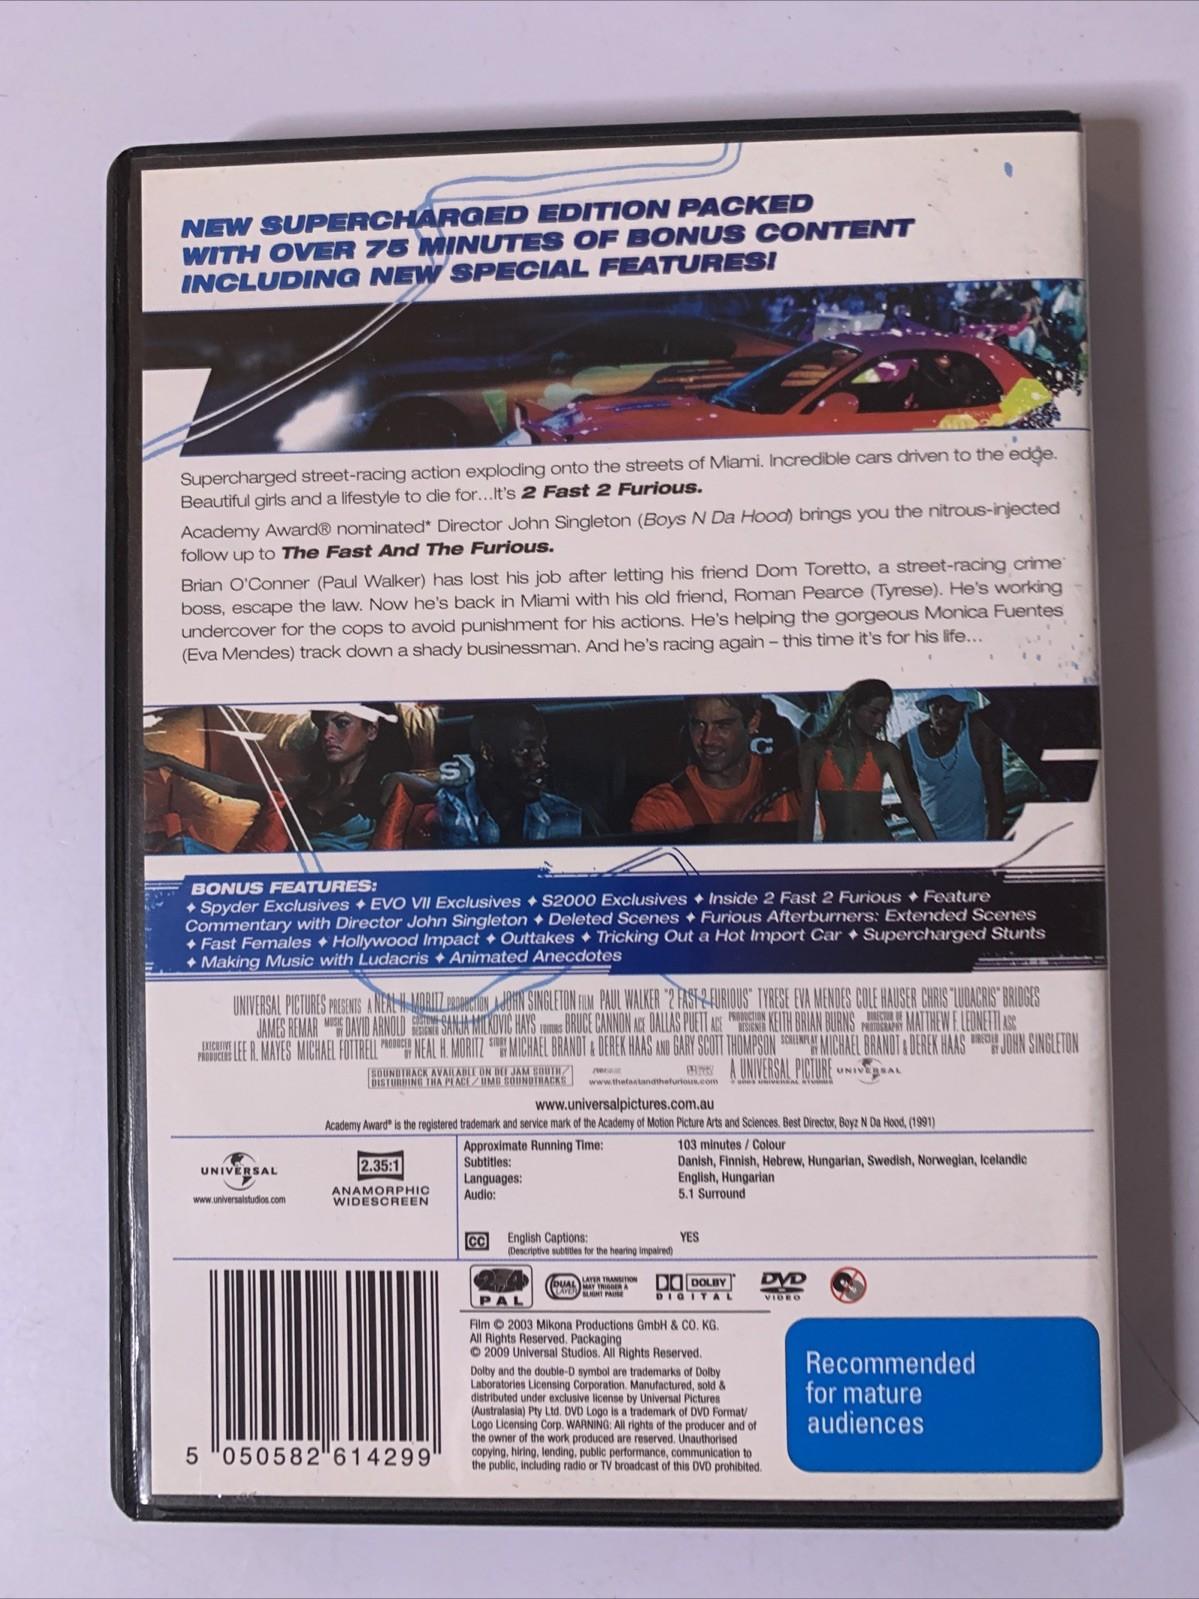 NEW SUPERCHARGED EDITION PACKED
WITH OVER 75 MINUTES OF BONUS CONTENT
INCLUDING NEW SPECIAL FEATURES!
Supercharged street-racing action exploding onto the streets of Miami. Incredible cars driven to the edge.
Beautiful girls and a lifestyle to die for...It's 2 Fast 2 Furious.
Academy Award® nominated* Director John Singleton (Boys N Da Hood) brings you the nitrous-injected
follow up to The Fast And The Furious.
Brian O'Conner (Paul Walker) has lost his job after letting his friend Dom Toretto, a street-racing crime
boss, escape the law. Now he's back in Miami with his old friend, Roman Pearce (Tyrese). He's working
undercover for the cops to avoid punishment for his actions. He's helping the gorgeous Monica Fuentes
(Eva Mendes) track down a shady businessman. And he's racing again – this time it's for his life...
S
C
BONUS FEATURES:
✦ Spyder Exclusives ✦ EVO VII Exclusives ✦ S2000 Exclusives ✦ Inside 2 Fast 2 Furious ✦ Feature
Commentary with Director John Singleton ✦ Deleted Scenes ✦ Furious Afterburners: Extended Scenes
✦ Fast Females ✦ Hollywood Impact ✦ Outtakes ✦ Tricking Out a Hot Import Car ✦ Supercharged Stunts
✦ Making Music with Ludacris ✦ Animated Anecdotes
UNIVERSAL PICTURES PRESENTS A NEAL H. MORITZ PRODUCTION A JOHN SINGLETON FILM PAUL WALKER "2 FAST 2 FURIOUS" TYRESE EVA MENDES COLE HAUSER CHRIS "LUDACRIS" BRIDGES
JAMES REMAR MUSIC BY DAVID ARNOLD COSTUME DESIGNER SANJA MILKOVIC HAYS EDITORS BRUCE CANNON ACE DALLAS PUETT ACE PRODUCTION DESIGNER KEITH BRIAN BURNS DIRECTOR OF PHOTOGRAPHY MATTHEW F. LEONETTI ASC
EXECUTIVE PRODUCERS LEE R. MAYES MICHAEL FOTTRELL PRODUCED BY NEAL H. MORITZ STORY BY MICHAEL BRANDT & DEREK HAAS AND GARY SCOTT THOMPSON SCREENPLAY BY MICHAEL BRANDT & DEREK HAAS DIRECTED BY JOHN SINGLETON
SOUNDTRACK AVAILABLE ON DEF JAM SOUTH/
DISTURBING THA PEACE/UMG SOUNDTRACKS
www.thefastandthefurious.com
A UNIVERSAL PICTURE
© 2003 UNIVERSAL STUDIOS
UNIVERSAL
www.universalpictures.com.au
Academy Award® is the registered trademark and service mark of the Academy of Motion Picture Arts and Sciences. Best Director, Boyz N Da Hood, (1991)
UNIVERSAL
www.universalstudios.com
2.35:1
ANAMORPHIC
WIDESCREEN
Approximate Running Time: 103 minutes / Colour
Subtitles: Danish, Finnish, Hebrew, Hungarian, Swedish, Norwegian, Icelandic
Languages: English, Hungarian
Audio: 5.1 Surround
CC English Captions: YES
(Descriptive subtitles for the hearing impaired)
2 4
PAL
DUAL LAYER
LAYER TRANSITION
MAY TRIGGER A
SLIGHT PAUSE
DOLBY
DIGITAL
DVD
VIDEO
Film © 2003 Mikona Productions GmbH & CO. KG.
All Rights Reserved. Packaging
© 2009 Universal Studios. All Rights Reserved.
Dolby and the double-D symbol are trademarks of Dolby
Laboratories Licensing Corporation. Manufactured, sold &
distributed under exclusive license by Universal Pictures
(Australasia) Pty Ltd. DVD Logo is a trademark of DVD Format/
Logo Licensing Corp. WARNING: All rights of the producer and of
the owner of the work produced are reserved. Unauthorised
copying, hiring, lending, public performance, communication to
the public, including radio or TV broadcast of this DVD prohibited.
Recommended
for mature
audiences
5 050582 614299